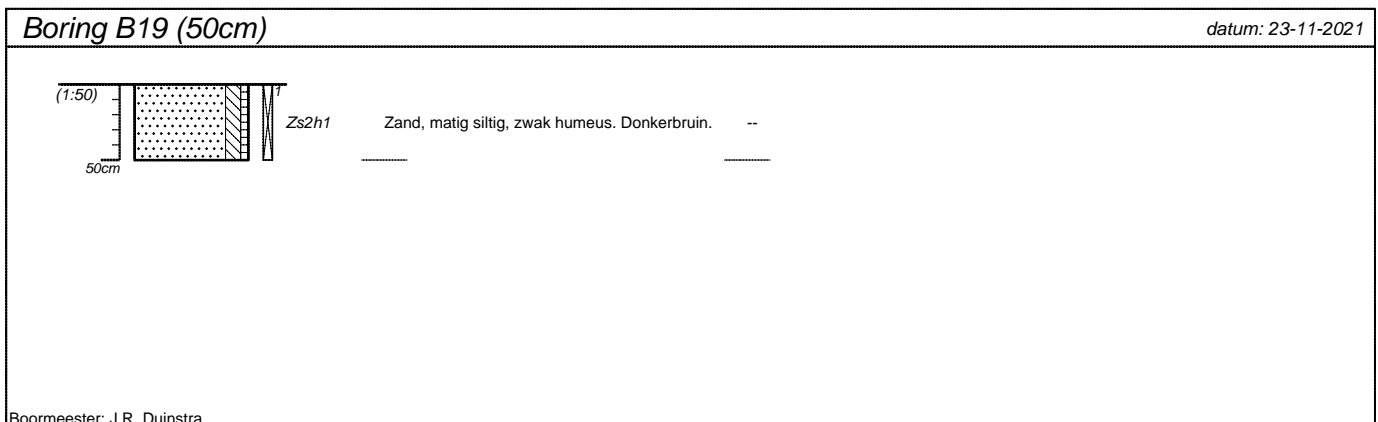 Boring B19 (50cm)
datum: 23-11-2021
(1:50)
1
Zs2h1 Zand, matig siltig, zwak humeus. Donkerbruin. --
50cm
Boormeester: J.R. Duinstra